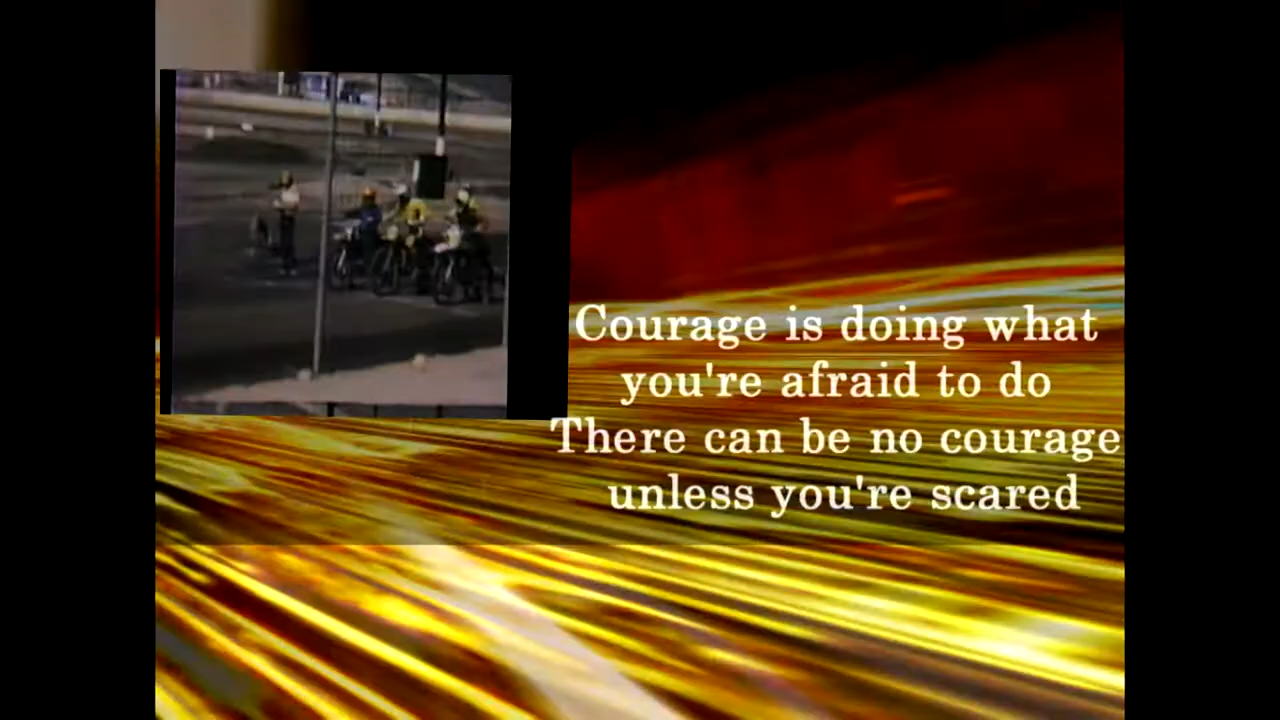 Courage is doing what
you're afraid to do
There can be no courage
unless you're scared